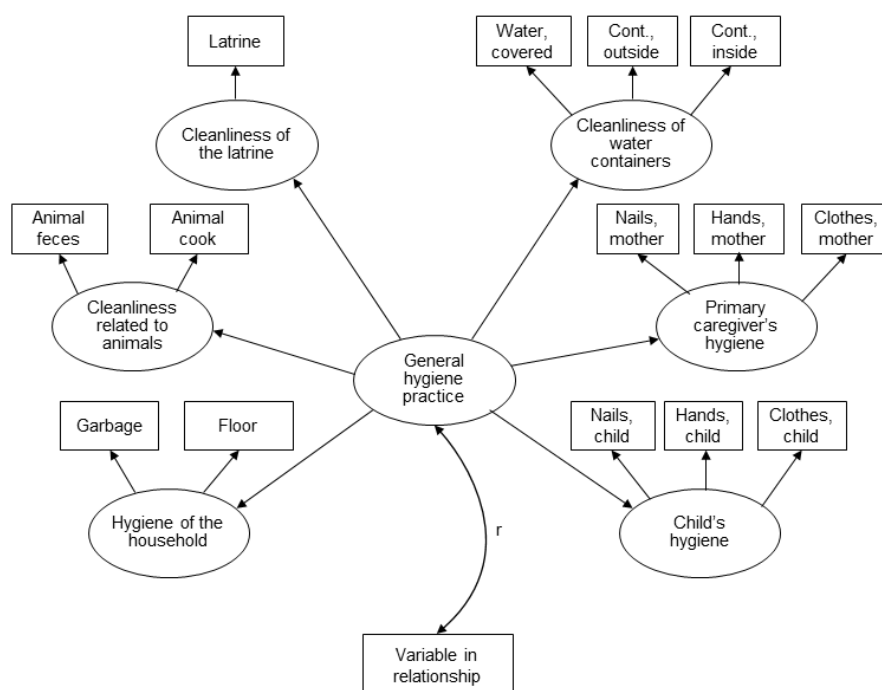 Latrine
Water,
covered
Cont.,
outside
Cont.,
inside
Cleanliness of
the latrine
Cleanliness of
water
containers
Animal
feces
Animal
cook
Nails,
mother
Hands,
mother
Clothes,
mother
Cleanliness
related to
animals
Primary
caregiver's
hygiene
General
hygiene
practice
Garbage
Floor
Nails,
child
Hands,
child
Clothes,
child
Hygiene of the
household
r
Child's
hygiene
Variable in
relationship